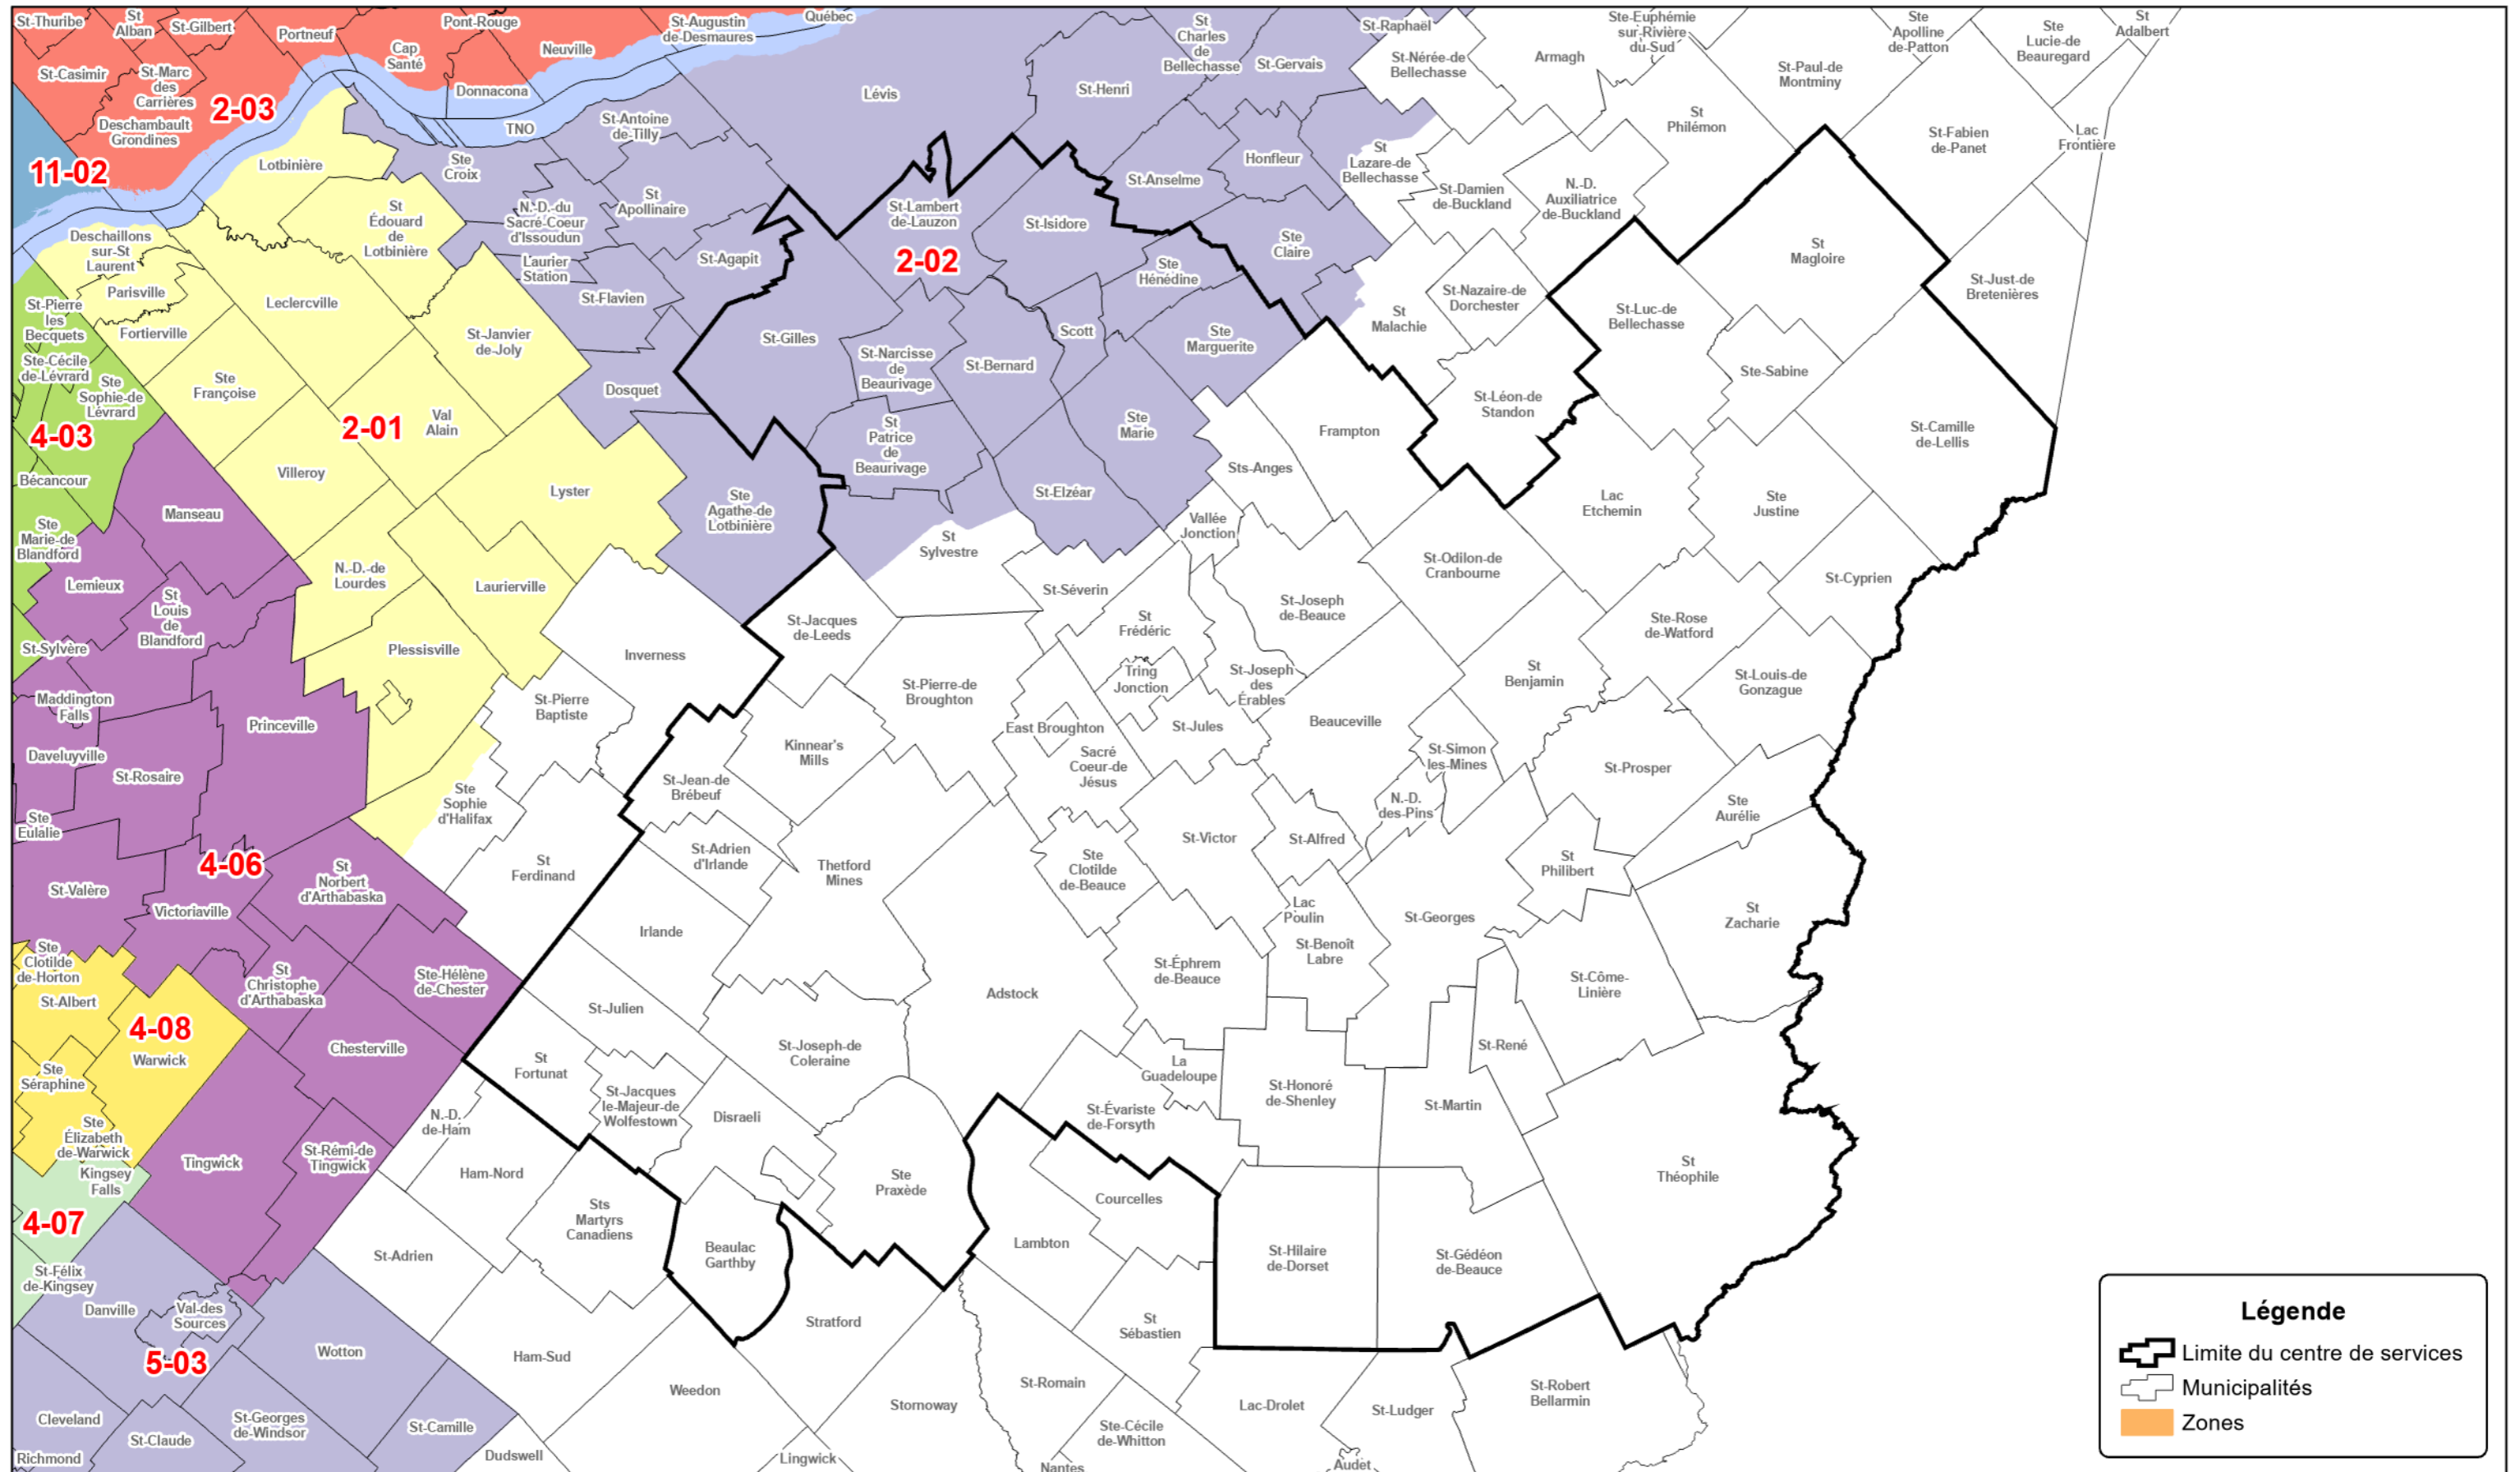 St-Thuribe
St
Alban
St-Gilbert
Portneuf
Pont-Rouge
Cap
Santé
Neuville
St-Augustin
de-Desmaures
Québec
St-Casimir
St-Marc
des
Carrières
2-03
Deschambault
Grondines
Donnacona
TNO
11-02
Lévis
St-Henri
St
Charles
de
Bellechasse
St-Gervais
St-Raphaël
St-Nérée-de
Bellechasse
Armagh
Ste-Euphémie
sur-Rivière
du-Sud
St-Paul-de
Montminy
Ste
Apolline
de-Patton
Ste
Lucie-de
Beauregard
St
Adalbert
St
Philémon
St-Fabien
de-Panet
Lac
Frontière
Lotbinière
Ste
Croix
St-Antoine
de-Tilly
St
Apollinaire
N.-D.-du
Sacré-Coeur
d'Issoudun
St
Édouard
de
Lotbinière
Laurier
Station
St-Flavien
St-Agapit
St-Lambert
de-Lauzon
2-02
St-Isidore
St-Anselme
Honfleur
St
Lazare-de
Bellechasse
St-Damien
de-Buckland
N.-D.
Auxiliatrice
de-Buckland
Ste
Claire
Ste
Hénédine
St
Magloire
St-Just-de
Bretenières
Deschaillons
sur-St
Laurent
Parisville
Fortierville
Leclercville
St-Janvier
de-Joly
St-Pierre
les
Becquets
Ste-Cécile
de-Lévrard
Ste
Sophie-de
Lévrard
4-03
Bécancour
Ste
Françoise
2-01
Val
Alain
Villeroy
Dosquet
St-Gilles
St-Narcisse
de
Beaurivage
St-Bernard
Scott
Ste
Marguerite
St
Malachie
St-Nazaire-de
Dorchester
St-Luc-de
Bellechasse
Ste-Sabine
St-Léon-de
Standon
Frampton
St-Camille
de-Lellis
St
Patrice
de
Beaurivage
Ste
Marie
St-Elzéar
Sts-Anges
Lac
Etchemin
Ste
Justine
Lyster
Ste
Agathe-de
Lotbinière
Manseau
Ste
Marie-de
Blandford
Lemieux
St
Louis
de
Blandford
N.-D.-de
Lourdes
Laurierville
St
Sylvestre
Vallée
Jonction
St-Séverin
St-Odilon-de
Cranbourne
St-Cyprien
St-Jacques
de-Leeds
St
Frédéric
St-Joseph
de-Beauce
Ste-Rose
de-Watford
St-Sylvère
Plessisville
Inverness
St-Pierre
Baptiste
St-Pierre-de
Broughton
Tring
Jonction
St-Joseph
des
Érables
St
Benjamin
St-Louis-de
Gonzague
Maddington
Falls
Princeville
Daveluyville
St-Rosaire
Kinnear's
Mills
East Broughton
Sacré
Coeur-de
Jésus
St-Jules
Beauceville
St-Simon
les-Mines
St-Prosper
Ste
Eulalie
Ste
Sophie
d'Halifax
St-Jean-de
Brébeuf
N.-D.
des-Pins
Ste
Aurélie
4-06
St-Valère
Victoriaville
St
Norbert
d'Arthabaska
St
Ferdinand
St-Adrien
d'Irlande
Thetford
Mines
Ste
Clotilde
de-Beauce
St-Victor
St-Alfred
St
Philibert
Lac
Poulin
St-Georges
St
Zacharie
Irlande
St-Benoît
Labre
Ste
Clotilde
de-Horton
St-Albert
St
Christophe
d'Arthabaska
Ste-Hélène
de-Chester
St-Julien
Adstock
St-Éphrem
de-Beauce
St-Côme-
Linière
4-08
Warwick
Chesterville
St
Fortunat
St-Joseph-de
Coleraine
La
Guadeloupe
St-René
Ste
Séraphine
N.-D.
de-Ham
St-Jacques
le-Majeur-de
Wolfestown
Disraeli
St-Évariste
de-Forsyth
St-Honoré
de-Shenley
St-Martin
Ste
Élizabeth
de-Warwick
Kingsey
Falls
Tingwick
St-Rémi-de
Tingwick
Ham-Nord
Ste
Praxède
Courcelles
St
Théophile
4-07
Sts
Martyrs
Canadiens
Beaulac
Garthby
Lambton
St-Hilaire
de-Dorset
St-Gédéon
de-Beauce
St-Félix
de-Kingsey
St-Adrien
Danville
Val-des
Sources
5-03
Wotton
Ham-Sud
Stratford
St
Sébastien
Cleveland
St-Georges
de-Windsor
St-Camille
Weedon
Stornoway
St-Romain
Lac-Drolet
St-Ludger
St-Robert
Bellarmin
Richmond
St-Claude
Dudswell
Lingwick
Ste-Cécile
de-Whitton
Nantes
Audet
Légende
Limite du centre de services
Municipalités
Zones